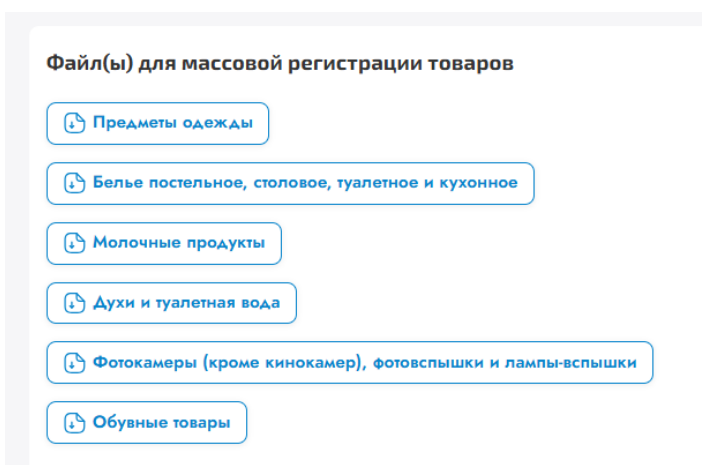 Файл(ы) для массовой регистрации товаров
Предметы одежды
Белье постельное, столовое, туалетное и кухонное
Молочные продукты
Духи и туалетная вода
Фотокамеры (кроме кинокамер), фотовспышки и лампы-вспышки
Обувные товары